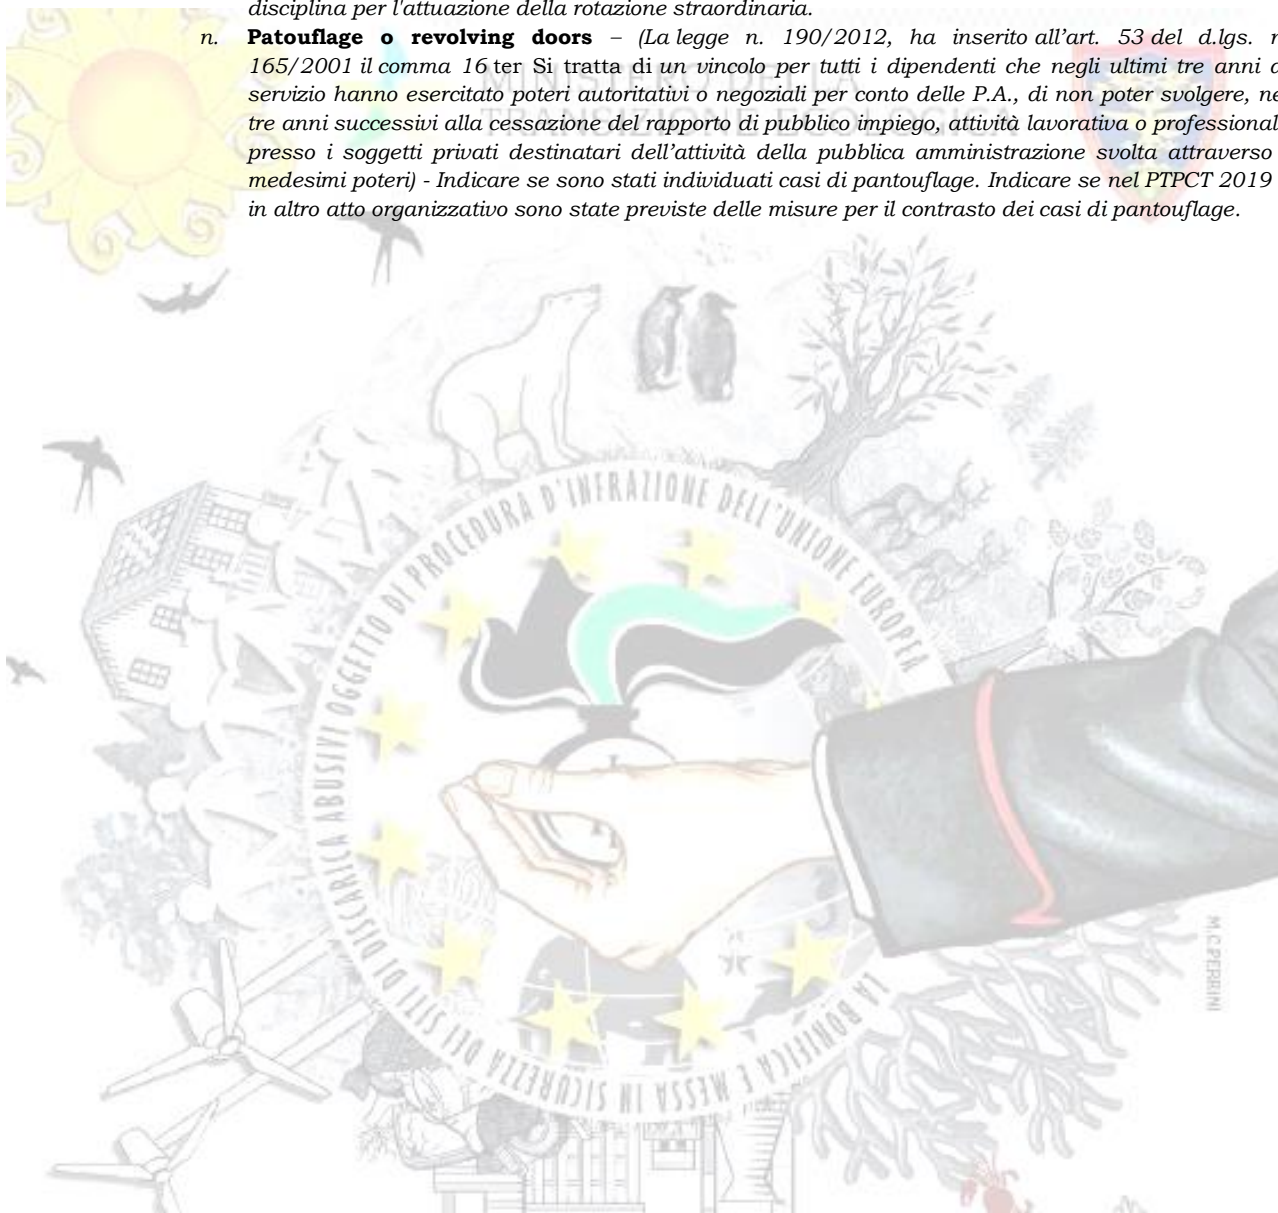 disciplina per l'attuazione della rotazione straordinaria.
n. Patouflage o revolving doors – (La legge n. 190/2012, ha inserito all'art. 53 del d.lgs. n
165/2001 il comma 16 ter Si tratta di un vincolo per tutti i dipendenti che negli ultimi tre anni d
servizio hanno esercitato poteri autoritativi o negoziali per conto delle P.A., di non poter svolgere, ne
tre anni successivi alla cessazione del rapporto di pubblico impiego, attività lavorativa o professional
presso i soggetti privati destinatari dell'attività della pubblica amministrazione svolta attraverso
medesimi poteri) - Indicare se sono stati individuati casi di pantouflage. Indicare se nel PTPCT 2019
in altro atto organizzativo sono state previste delle misure per il contrasto dei casi di pantouflage.
MINISTERO DELLA
TRANSIZIONE ECOLOGICA
LA BONIFICA E MESSA IN SICUREZZA DEI SITI DI DISCARICA ABUSIVI OGGETTO DI PROCEDURA D'INFRAZIONE DELL'UNIONE EUROPEA
M.C.PERRINI